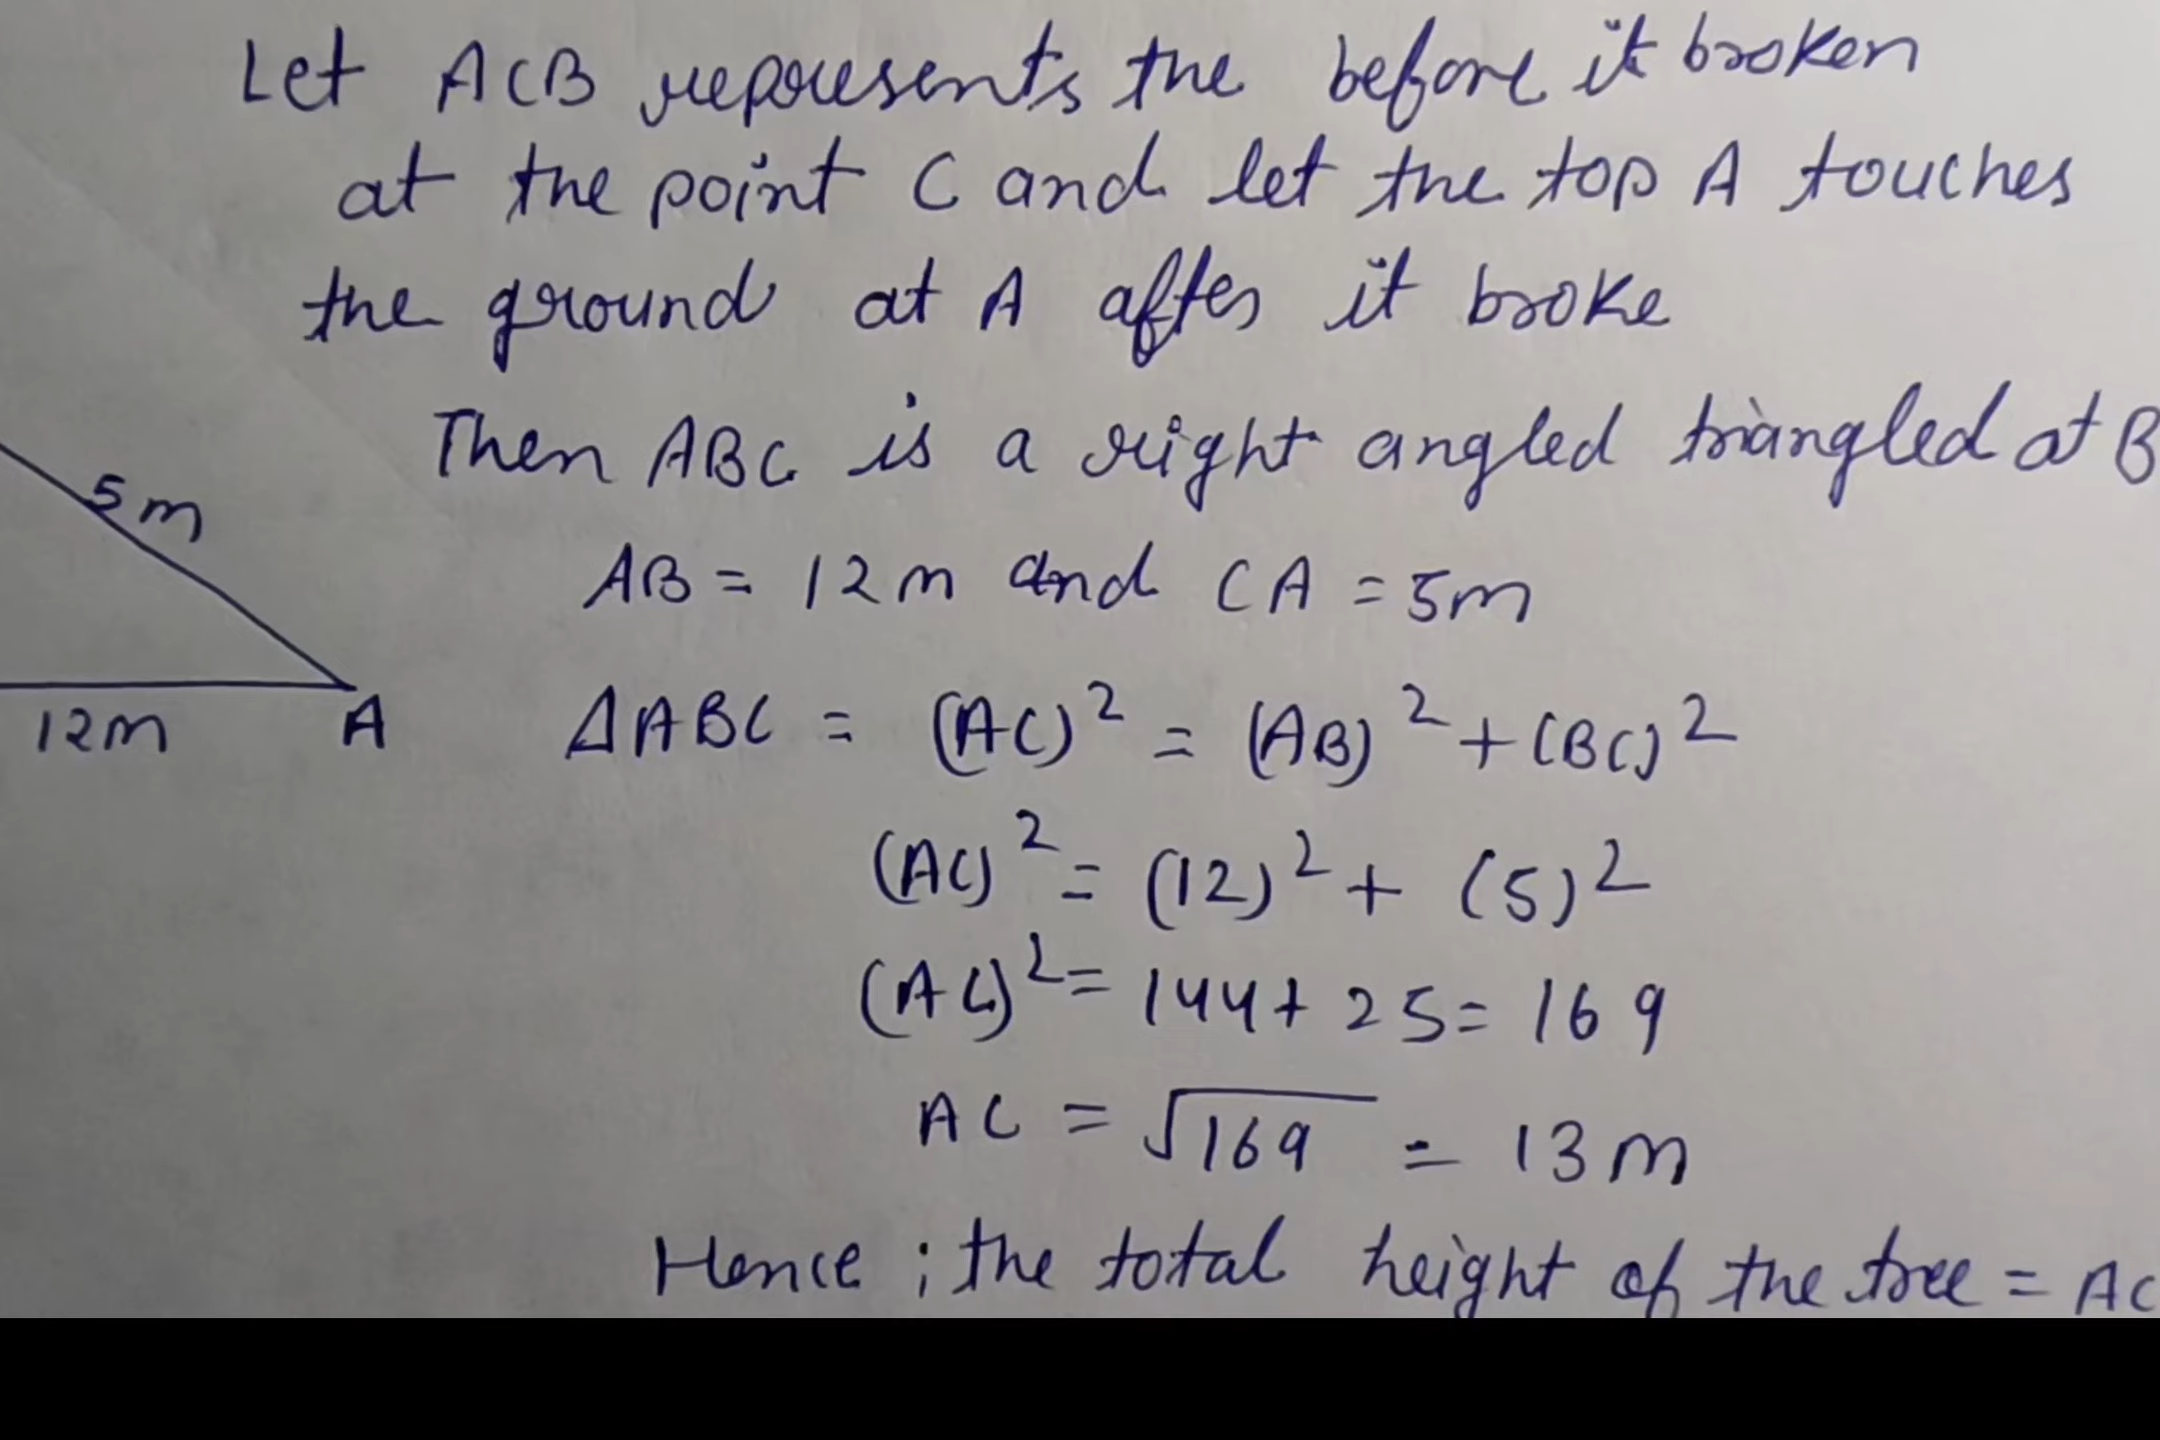 Let ACB represents the before it broken
at the point C and let the top A touches
the ground at A after it broke
Then ABC is a right angled triangled at B
5m
AB = 12m and CA = 5m
12m A
ΔABC = (AC)² = (AB)² + (BC)²
(AC)² = (12)² + (5)²
(AC)² = 144 + 25 = 169
AC = √169 = 13m
Hence ; the total height of the tree = AC